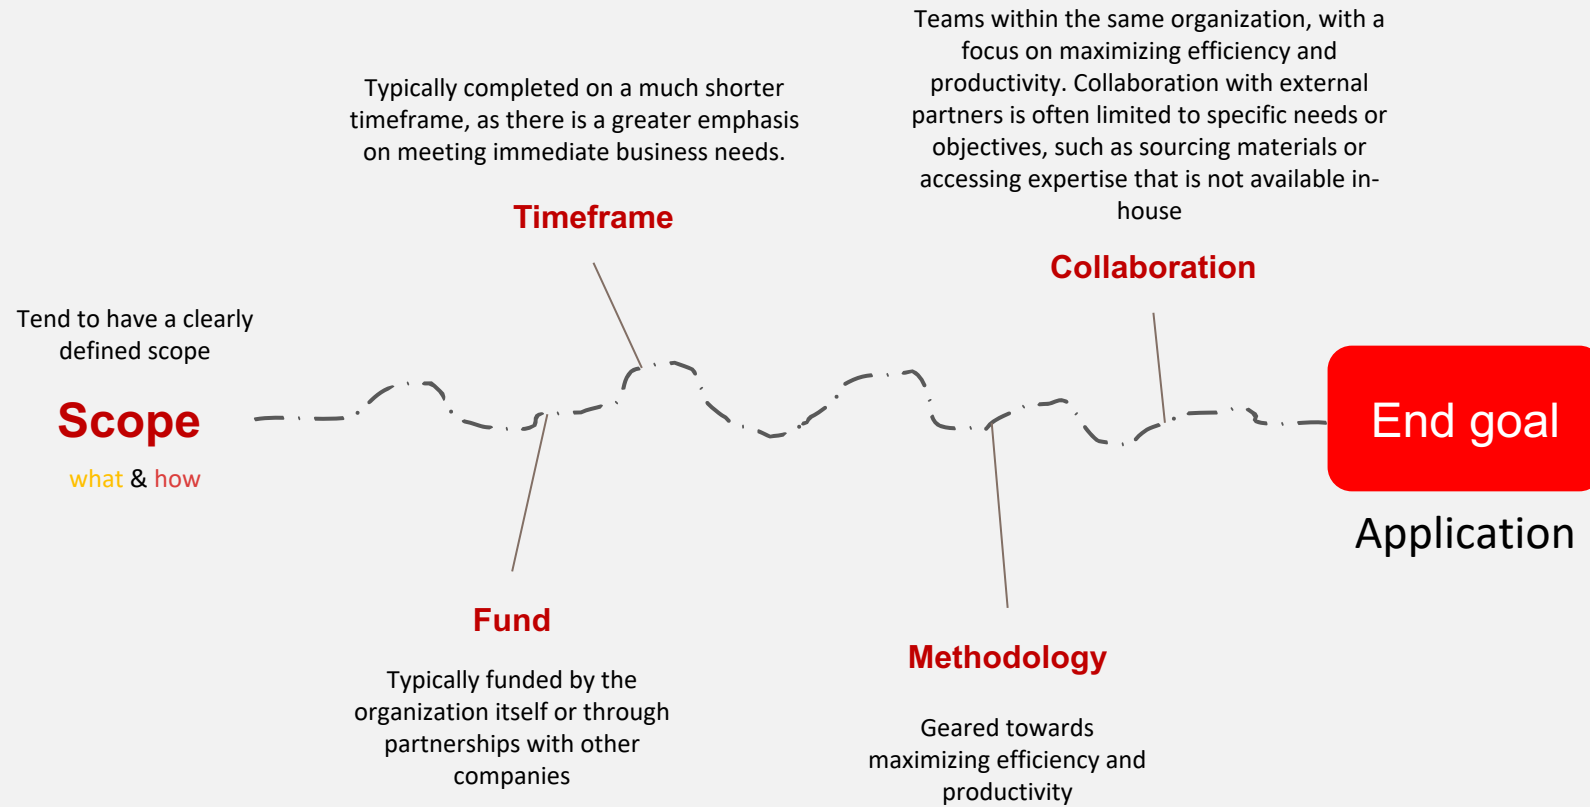 Tend to have a clearly
defined scope
Scope
what & how
Typically completed on a much shorter
timeframe, as there is a greater emphasis
on meeting immediate business needs.
Timeframe
Fund
Typically funded by the
organization itself or through
partnerships with other
companies
Teams within the same organization, with a
focus on maximizing efficiency and
productivity. Collaboration with external
partners is often limited to specific needs or
objectives, such as sourcing materials or
accessing expertise that is not available in-
house
Collaboration
Methodology
Geared towards
maximizing efficiency and
productivity
End goal
Application